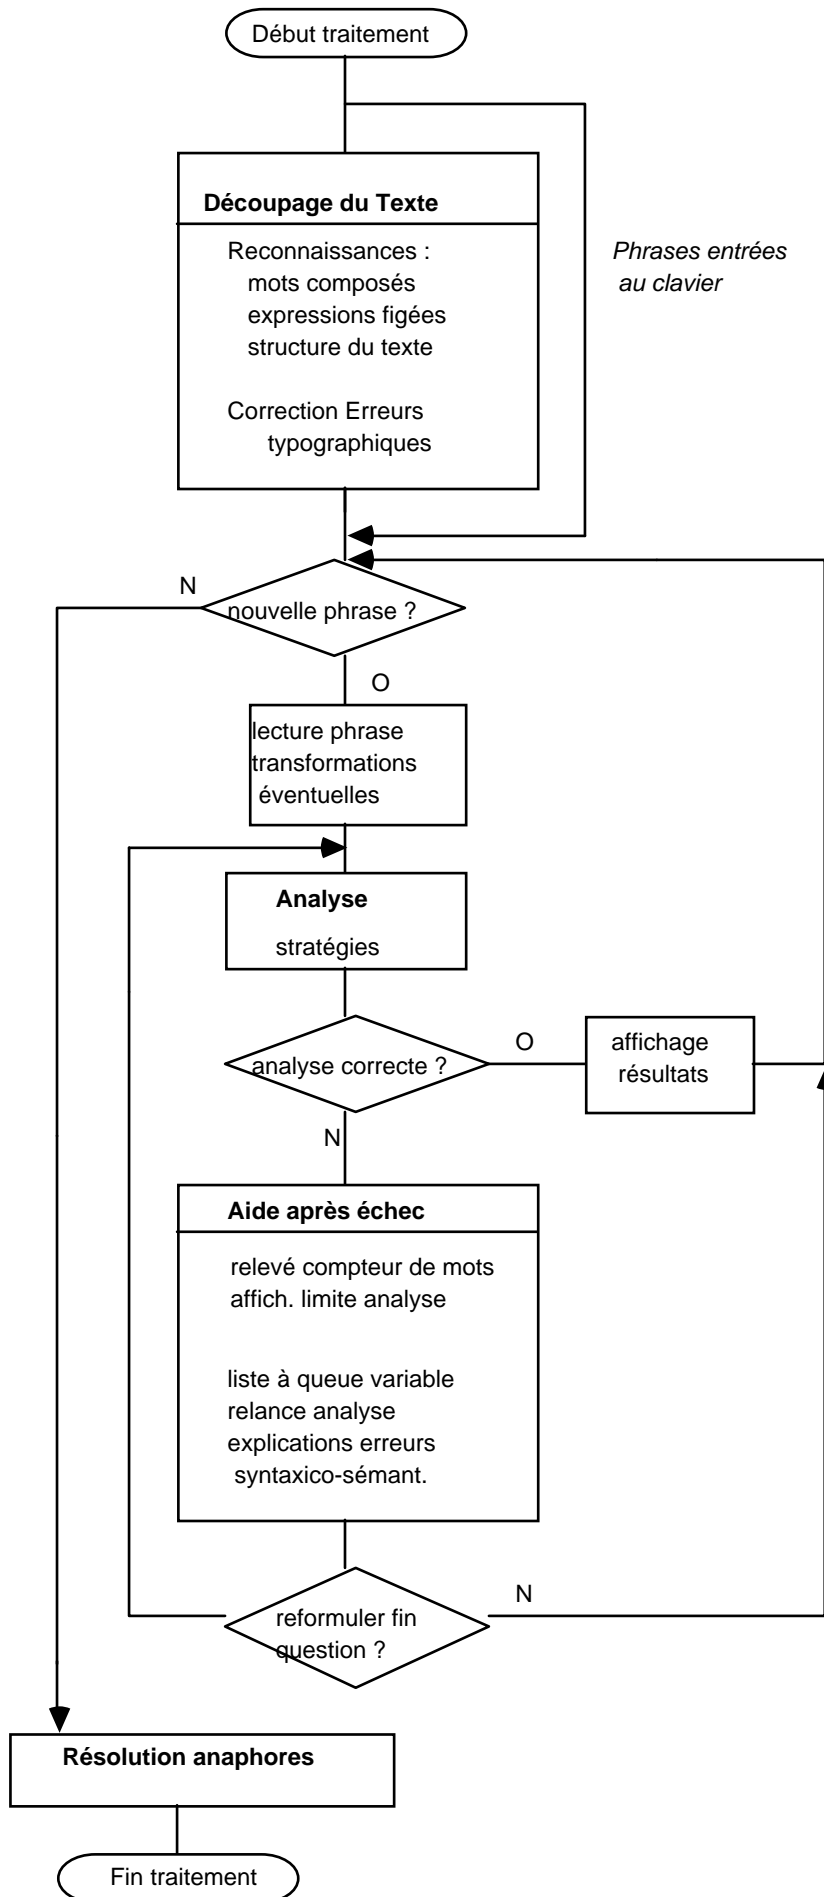 Début traitement
Découpage du Texte
Reconnaissances :
mots composés
expressions figées
structure du texte
Correction Erreurs
typographiques
Phrases entrées
au clavier
N
nouvelle phrase ?
O
lecture phrase
transformations
éventuelles
Analyse
stratégies
analyse correcte ?
O
affichage
résultats
N
Aide après échec
relevé compteur de mots
affich. limite analyse
liste à queue variable
relance analyse
explications erreurs
syntaxico-sémant.
reformuler fin
question ?
N
Résolution anaphores
Fin traitement